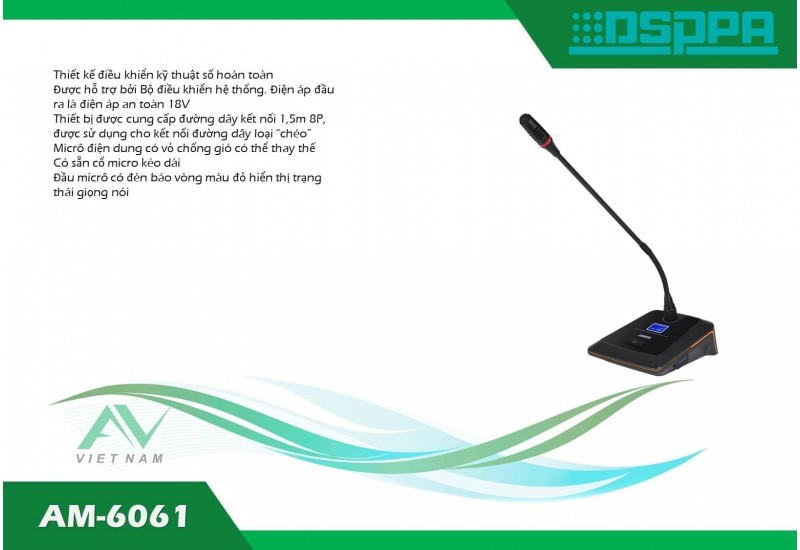 DSPPA
Thiết kế điều khiển kỹ thuật số hoàn toàn
Được hỗ trợ bởi Bộ điều khiển hệ thống. Điện áp đầu
ra là điện áp an toàn 18V
Thiết bị được cung cấp đường dây kết nối 1,5m 8P,
được sử dụng cho kết nối đường dây loại "chéo"
Micrô điện dung có vỏ chống gió có thể thay thế
Có sẵn cổ micro kéo dài
Đầu micrô có đèn báo vòng màu đỏ hiển thị trạng
thái giọng nói
AV
VIET NAM
AM-6061